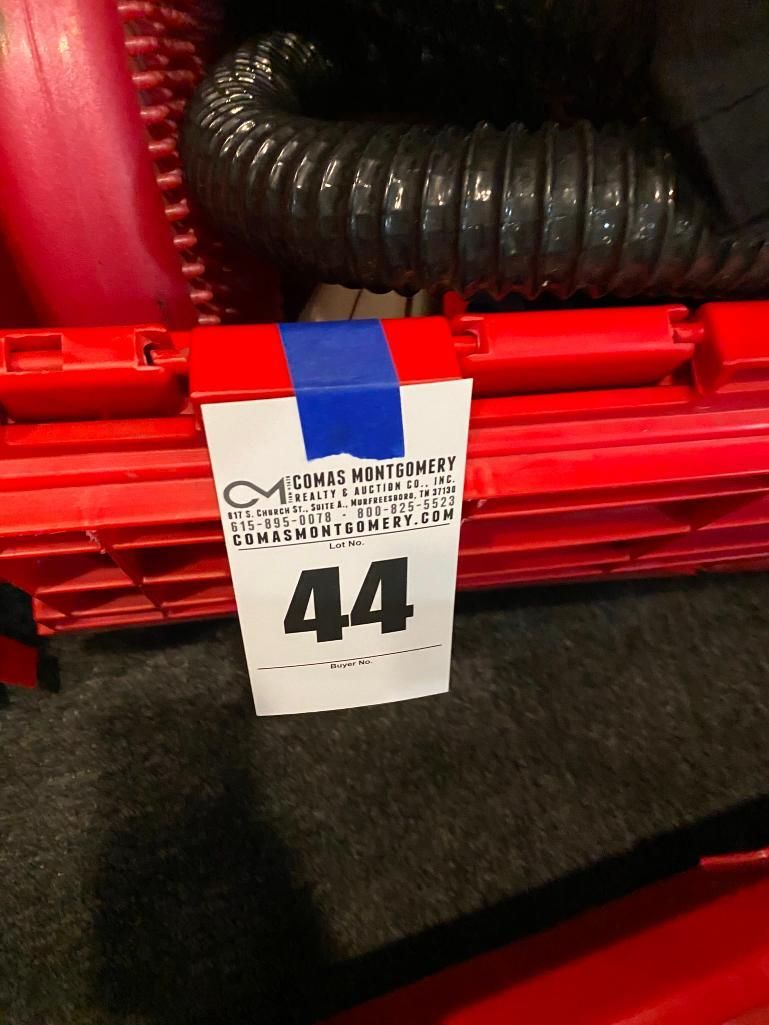 CM
COMAS MONTGOMERY
REALTY & AUCTION CO., INC.
817 S. CHURCH ST., SUITE A., MURFREESBORO, TN 37130
615-895-0078 - 800-825-5523
COMASMONTGOMERY.COM
Lot No.
44
Buyer No.